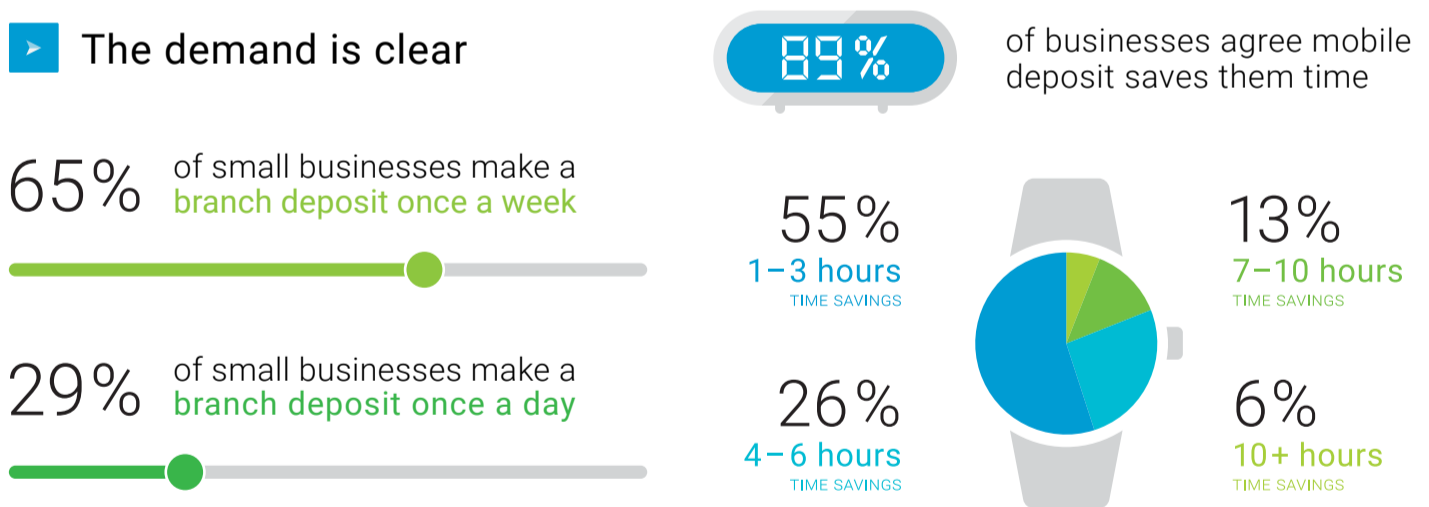 The demand is clear
65%
of small businesses make a
branch deposit once a week
29%
of small businesses make a
branch deposit once a day
89%
of businesses agree mobile
deposit saves them time
55%
1–3 hours
TIME SAVINGS
13%
7–10 hours
TIME SAVINGS
26%
4–6 hours
TIME SAVINGS
6%
10+ hours
TIME SAVINGS